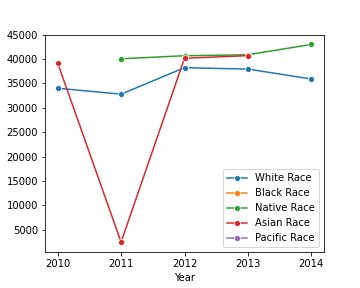 45000
40000
35000
30000
25000
20000
15000
10000
5000
White Race
Black Race
Native Race
Asian Race
Pacific Race
2010 2011 2012 2013 2014
Year